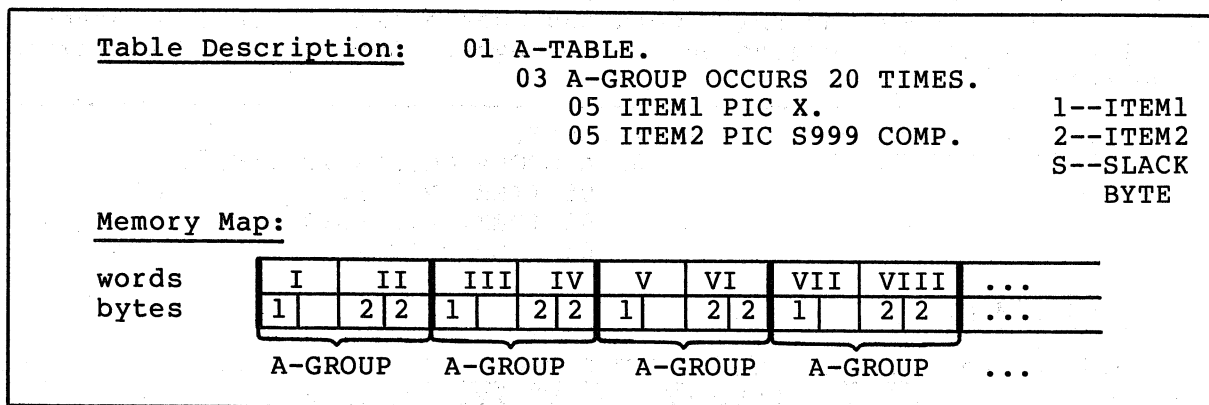 Table Description: 01 A-TABLE.
03 A-GROUP OCCURS 20 TIMES.
05 ITEM1 PIC X. 1--ITEM1
05 ITEM2 PIC S999 COMP. 2--ITEM2
S--SLACK
BYTE
Memory Map:
words I II III IV V VI VII VIII ...
bytes 1 2 2 1 2 2 1 2 2 1 2 2 ...
A-GROUP A-GROUP A-GROUP A-GROUP ...